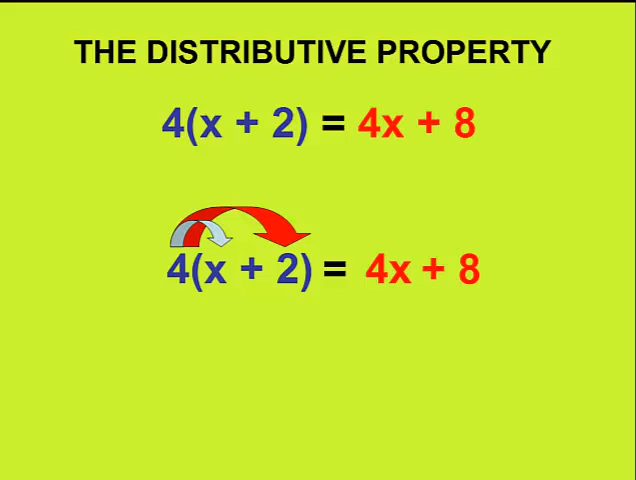 THE DISTRIBUTIVE PROPERTY
4(x + 2) = 4x + 8
4(x + 2) = 4x + 8